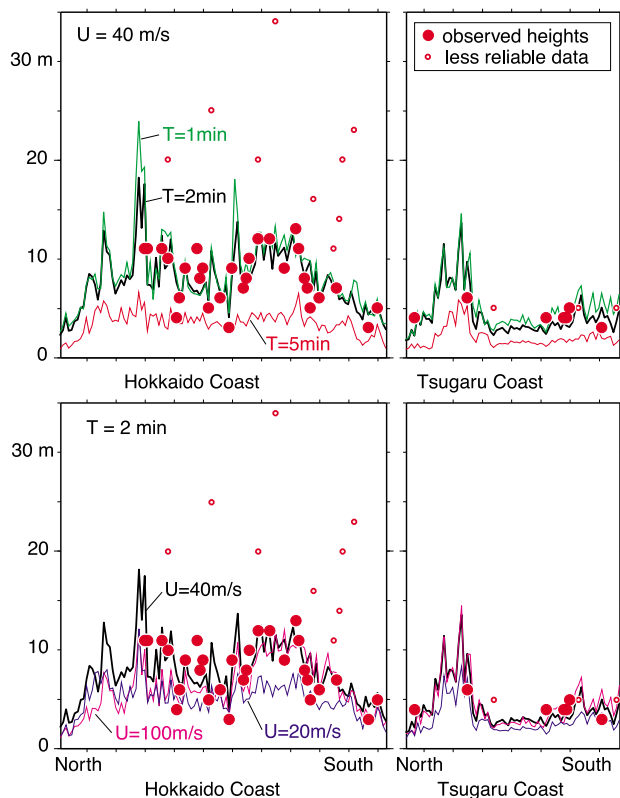 U = 40 m/s
observed heights
less reliable data
30 m
T=1min
20
T=2min
10
T=5min
0
Hokkaido Coast
Tsugaru Coast
T = 2 min
30 m
20
U=40m/s
10
U=100m/s
U=20m/s
0
North
South
North
South
Hokkaido Coast
Tsugaru Coast